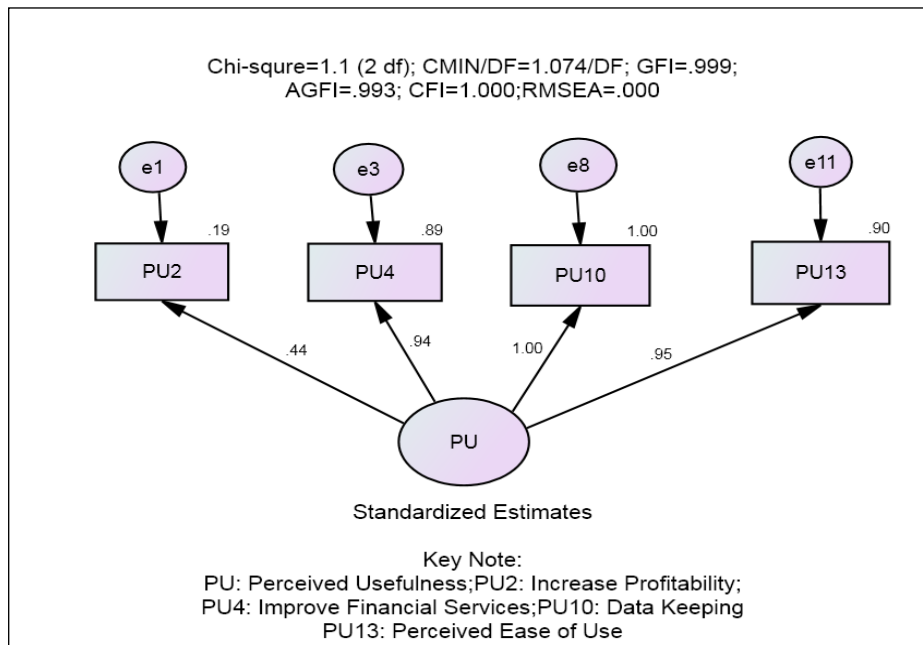 Chi-squre=1.1 (2 df); CMIN/DF=1.074/DF; GFI=.999;
AGFI=.993; CFI=1.000;RMSEA=.000
e1
e3
e8
e11
.19
.89
1.00
.90
PU2
PU4
PU10
PU13
.44
.94
1.00
.95
PU
Standardized Estimates
Key Note:
PU: Perceived Usefulness;PU2: Increase Profitability;
PU4: Improve Financial Services;PU10: Data Keeping
PU13: Perceived Ease of Use